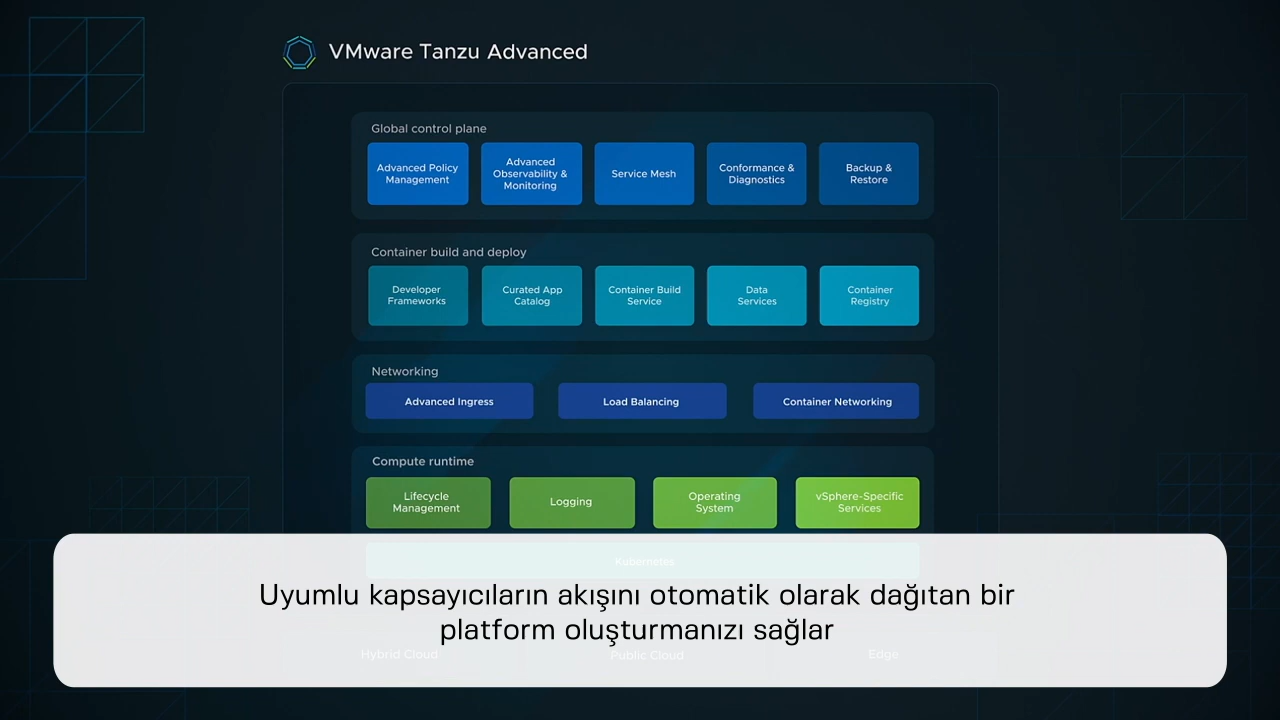 VMware Tanzu Advanced
Global control plane
Advanced Policy
Management
Advanced
Observability &
Monitoring
Service Mesh
Conformance &
Diagnostics
Backup &
Restore
Container build and deploy
Developer
Frameworks
Curated App
Catalog
Container Build
Service
Data
Services
Container
Registry
Networking
Advanced Ingress
Load Balancing
Container Networking
Compute runtime
Lifecycle
Management
Logging
Operating
System
vSphere-Specific
Services
Kubernetes
Uyumlu kapsayıcıların akışını otomatik olarak dağıtan bir
platform oluşturmanızı sağlar
Hybrid Cloud
Public Cloud
Edge